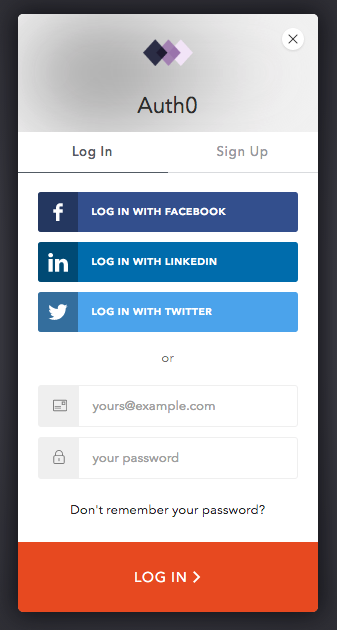 Auth0
Log In
Sign Up
f
LOG IN WITH FACEBOOK
in
LOG IN WITH LINKEDIN
LOG IN WITH TWITTER
or
yours@example.com
your password
Don't remember your password?
LOG IN